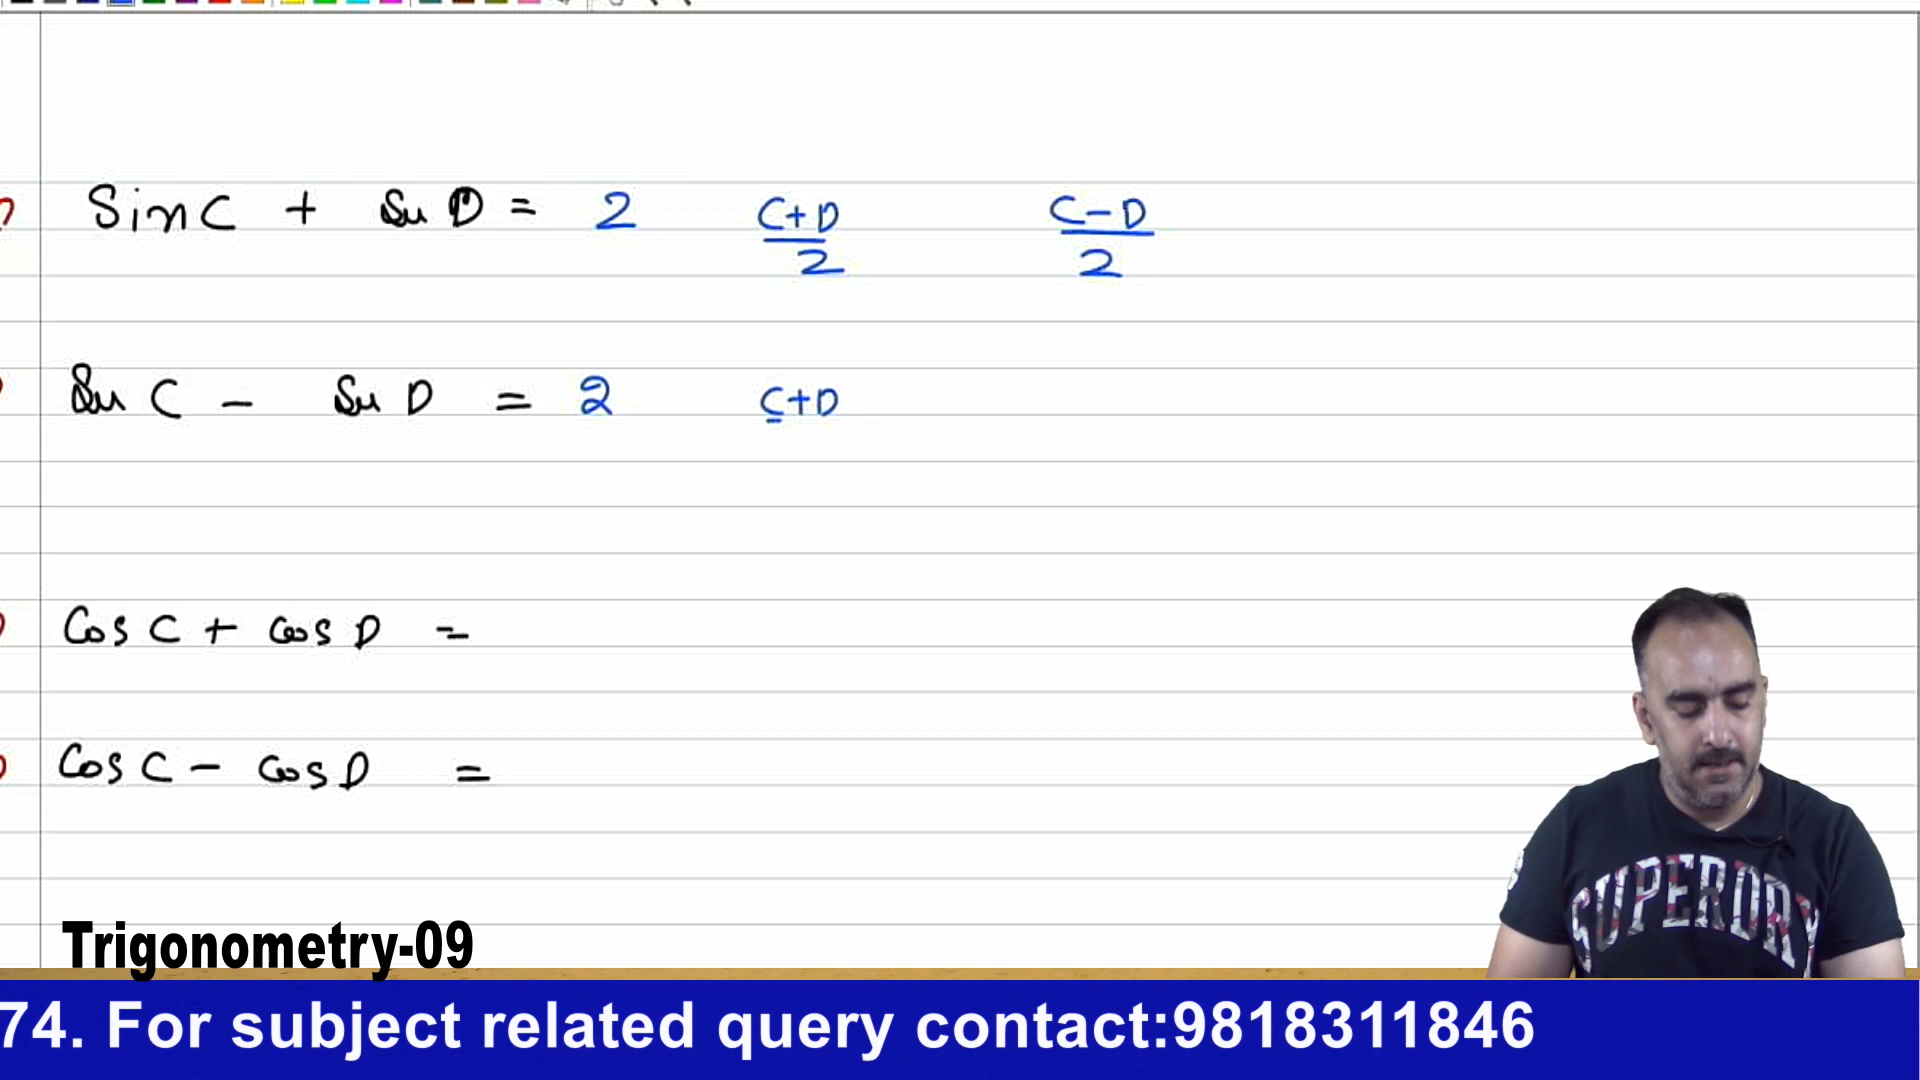 Sin C + Sin D = 2 C+D/2 C-D/2
Sin C - Sin D = 2 C+D
Cos C + Cos D =
Cos C - Cos D =
SUPERDRY
Trigonometry-09
74. For subject related query contact:9818311846